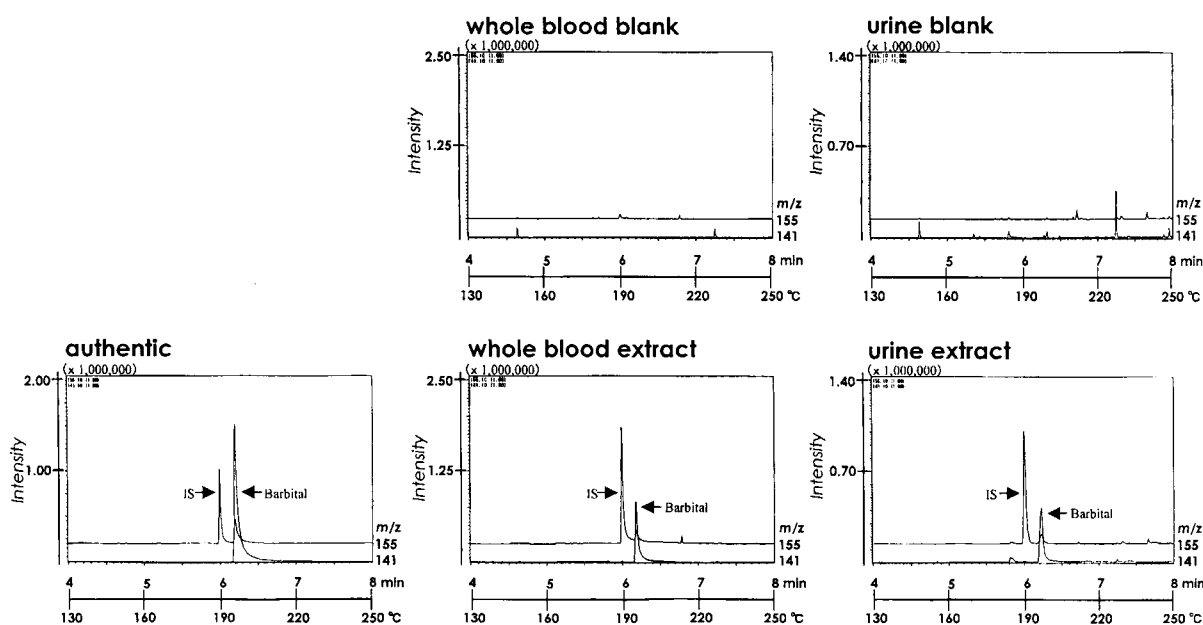 whole blood blank
(x 1,000,000)
2.50
1.25
Intensity
m/z
155
141
4 5 6 7 8 min
130 160 190 220 250 °C
urine blank
(x 1,000,000)
1.40
0.70
Intensity
m/z
155
141
4 5 6 7 8 min
130 160 190 220 250 °C
authentic
(x 1,000,000)
2.00
1.00
Intensity
IS
Barbital
m/z
155
141
4 5 6 7 8 min
130 160 190 220 250 °C
whole blood extract
(x 1,000,000)
2.50
1.25
Intensity
IS
Barbital
m/z
155
141
4 5 6 7 8 min
130 160 190 220 250 °C
urine extract
(x 1,000,000)
1.40
0.70
Intensity
IS
Barbital
m/z
155
141
4 5 6 7 8 min
130 160 190 220 250 °C